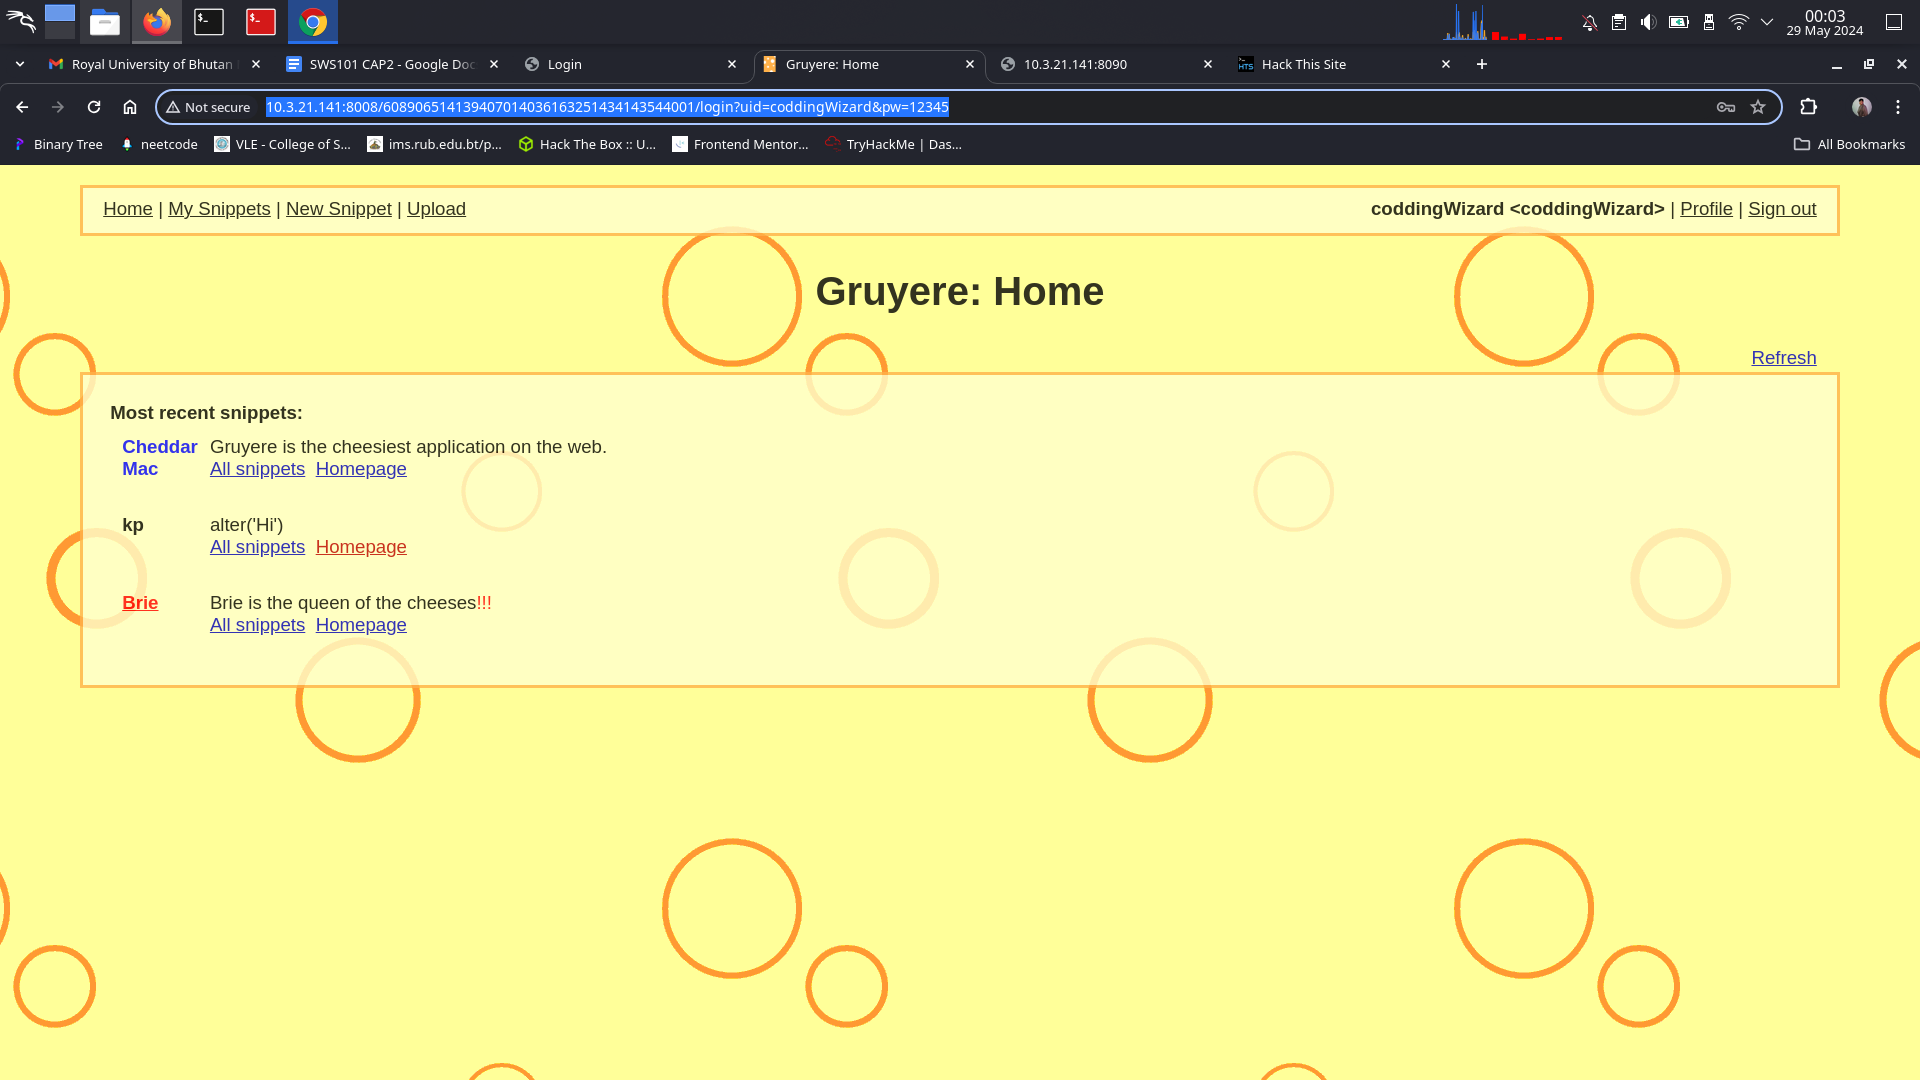 $_
$_
00:03
29 May 2024
Royal University of Bhutan
SWS101 CAP2 - Google Doc
Login
Gruyere: Home
10.3.21.141:8090
HTS
Hack This Site
Not secure
10.3.21.141:8008/608906514139407014036163251434143544001/login?uid=coddingWizard&pw=12345
Binary Tree
neetcode
VLE - College of S...
ims.rub.edu.bt/p...
Hack The Box :: U...
Frontend Mentor...
TryHackMe | Das...
All Bookmarks
Home | My Snippets | New Snippet | Upload
coddingWizard <coddingWizard> | Profile | Sign out
Gruyere: Home
Refresh
Most recent snippets:
Cheddar Mac
Gruyere is the cheesiest application on the web.
All snippets Homepage
kp
alter('Hi')
All snippets Homepage
Brie
Brie is the queen of the cheeses!!!
All snippets Homepage